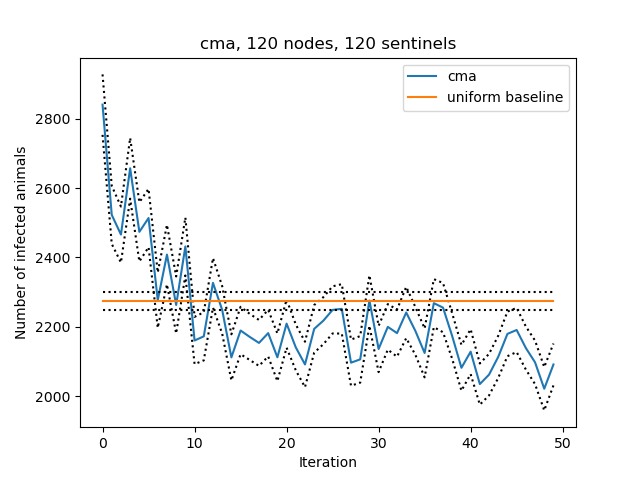 cma, 120 nodes, 120 sentinels
cma
uniform baseline
Number of infected animals
2800
2600
2400
2200
2000
0 10 20 30 40 50
Iteration